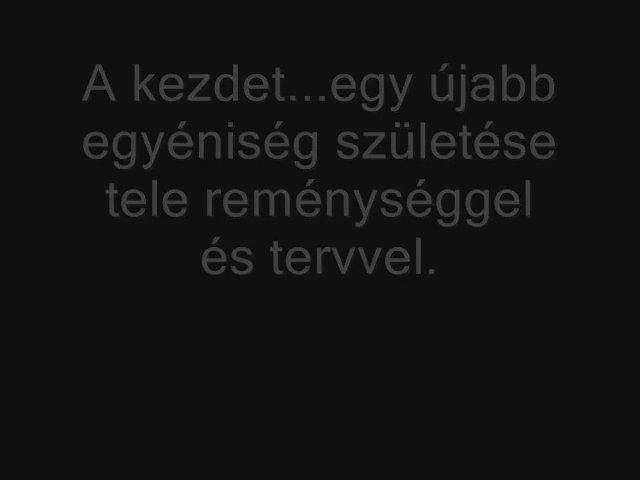 A kezdet...egy újabb
egyéniség születése
tele reménységgel
és tervvel.